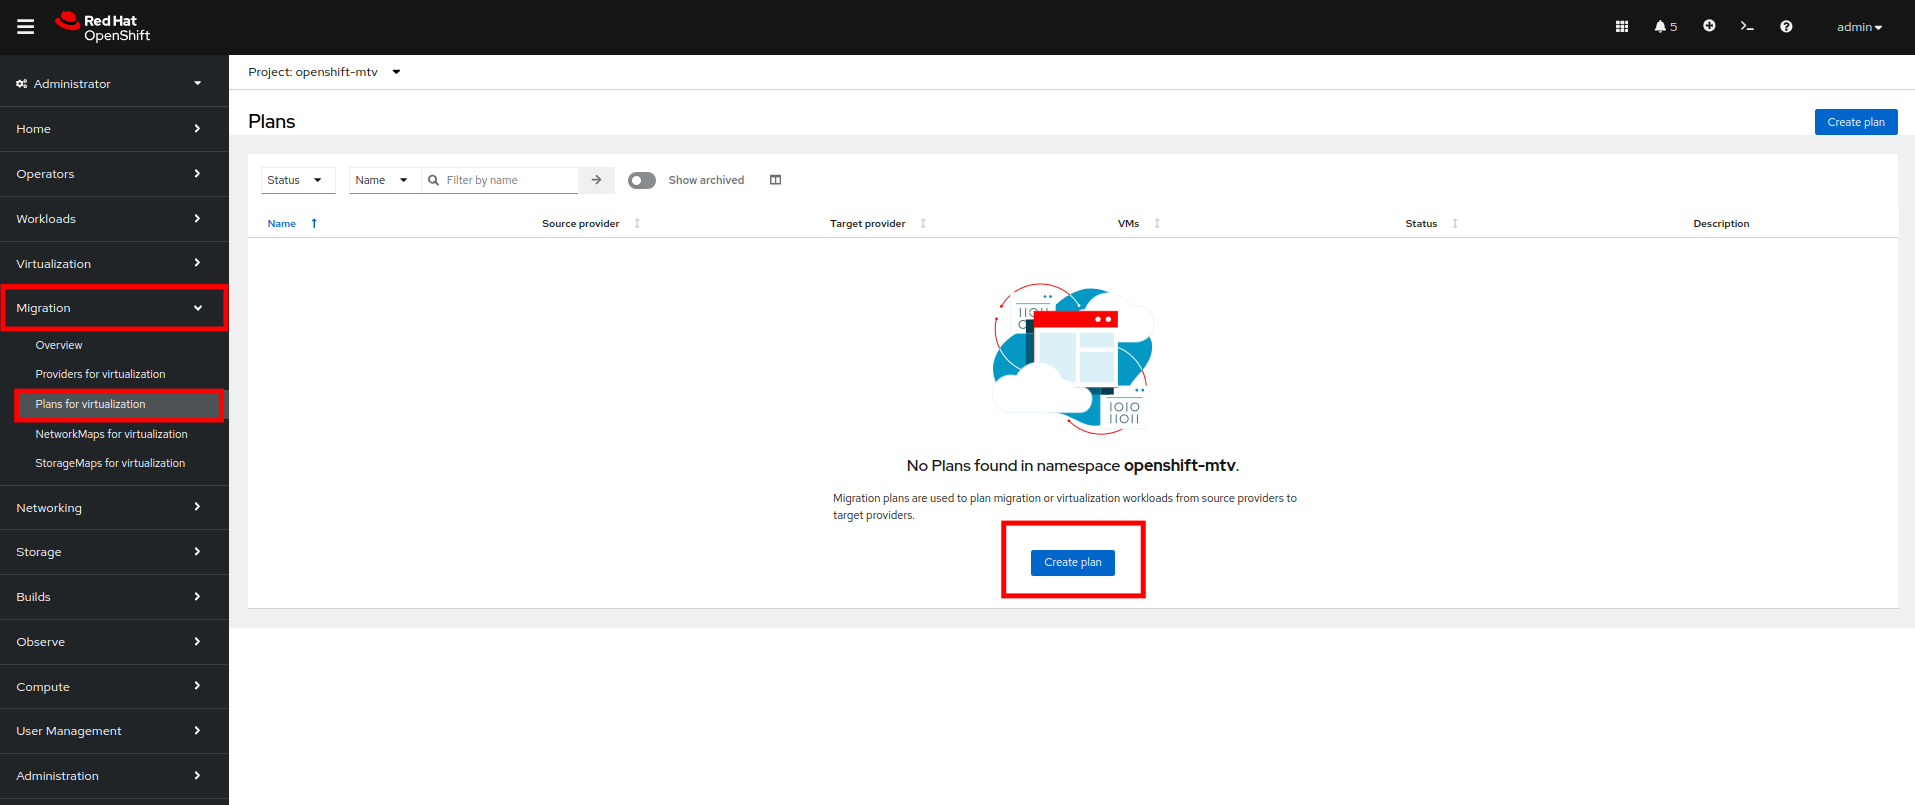 Red Hat
OpenShift
5
admin
Administrator
Home
Operators
Workloads
Virtualization
Migration
Overview
Providers for virtualization
Plans for virtualization
NetworkMaps for virtualization
StorageMaps for virtualization
Networking
Storage
Builds
Observe
Compute
User Management
Administration
Project: openshift-mtv
Plans
Create plan
Status
Name
Filter by name
Show archived
Name
Source provider
Target provider
VMs
Status
Description
IIOII
IOIO
IIOII
No Plans found in namespace openshift-mtv.
Migration plans are used to plan migration or virtualization workloads from source providers to
target providers.
Create plan